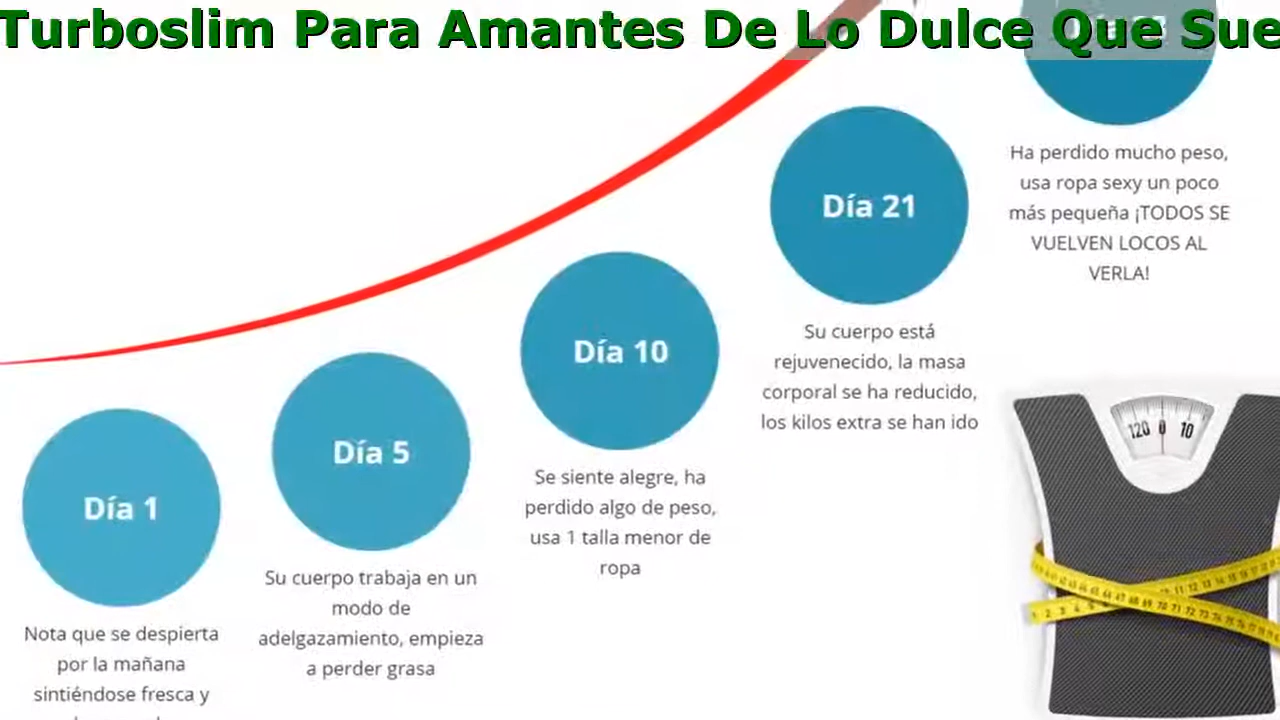 Turboslim Para Amantes De Lo Dulce Que Sue
Día 1
Nota que se despierta
por la mañana
sintiéndose fresca y
Día 5
Su cuerpo trabaja en un
modo de
adelgazamiento, empieza
a perder grasa
Día 10
Se siente alegre, ha
perdido algo de peso,
usa 1 talla menor de
ropa
Día 21
Su cuerpo está
rejuvenecido, la masa
corporal se ha reducido,
los kilos extra se han ido
Ha perdido mucho peso,
usa ropa sexy un poco
más pequeña ¡TODOS SE
VUELVEN LOCOS AL
VERLA!
120 0 10